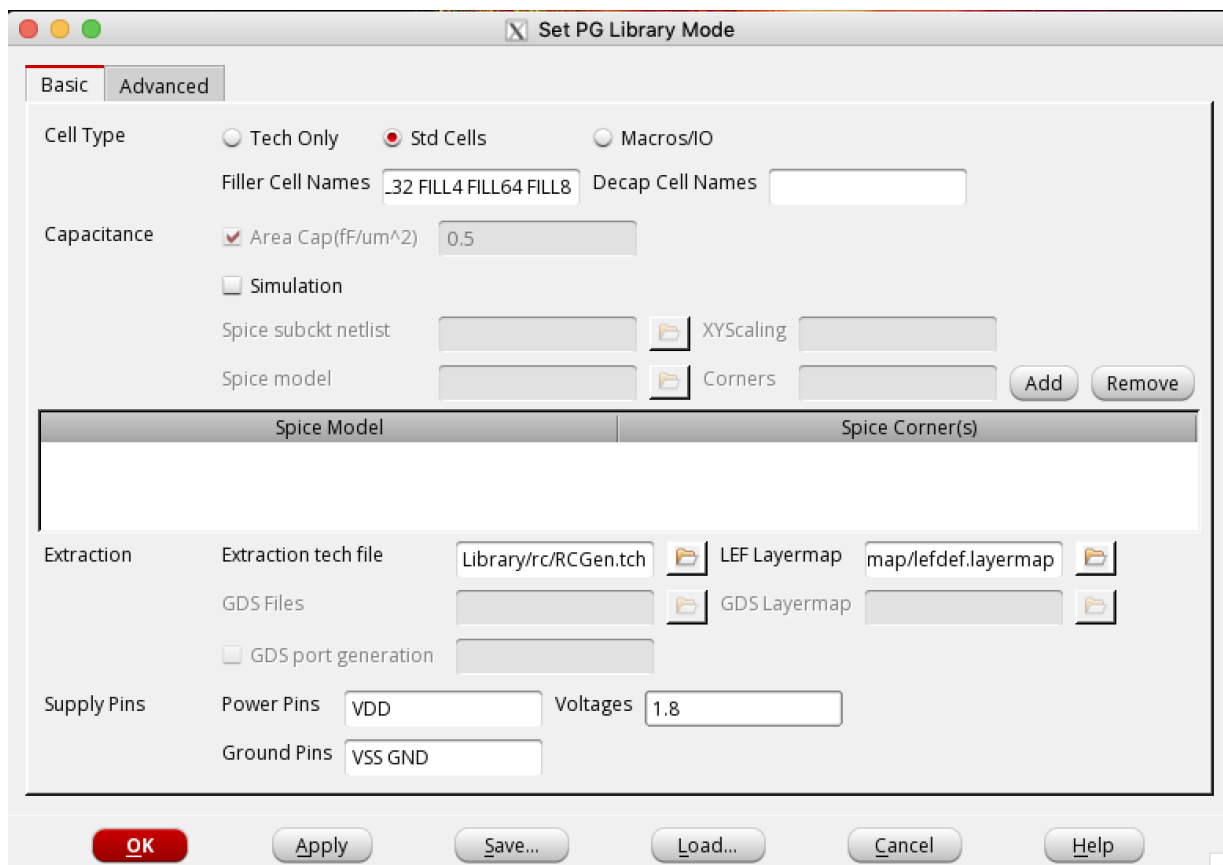 Set PG Library Mode
Basic Advanced
Cell Type Tech Only Std Cells Macros/IO
Filler Cell Names _32 FILL4 FILL64 FILL8 Decap Cell Names
Capacitance Area Cap(fF/um^2) 0.5
Simulation
Spice subckt netlist XYScaling
Spice model Corners Add Remove
Spice Model Spice Corner(s)
Extraction Extraction tech file Library/rc/RCGen.tch LEF Layermap map/lefdef.layermap
GDS Files GDS Layermap
GDS port generation
Supply Pins Power Pins VDD Voltages 1.8
Ground Pins VSS GND
OK Apply Save... Load... Cancel Help